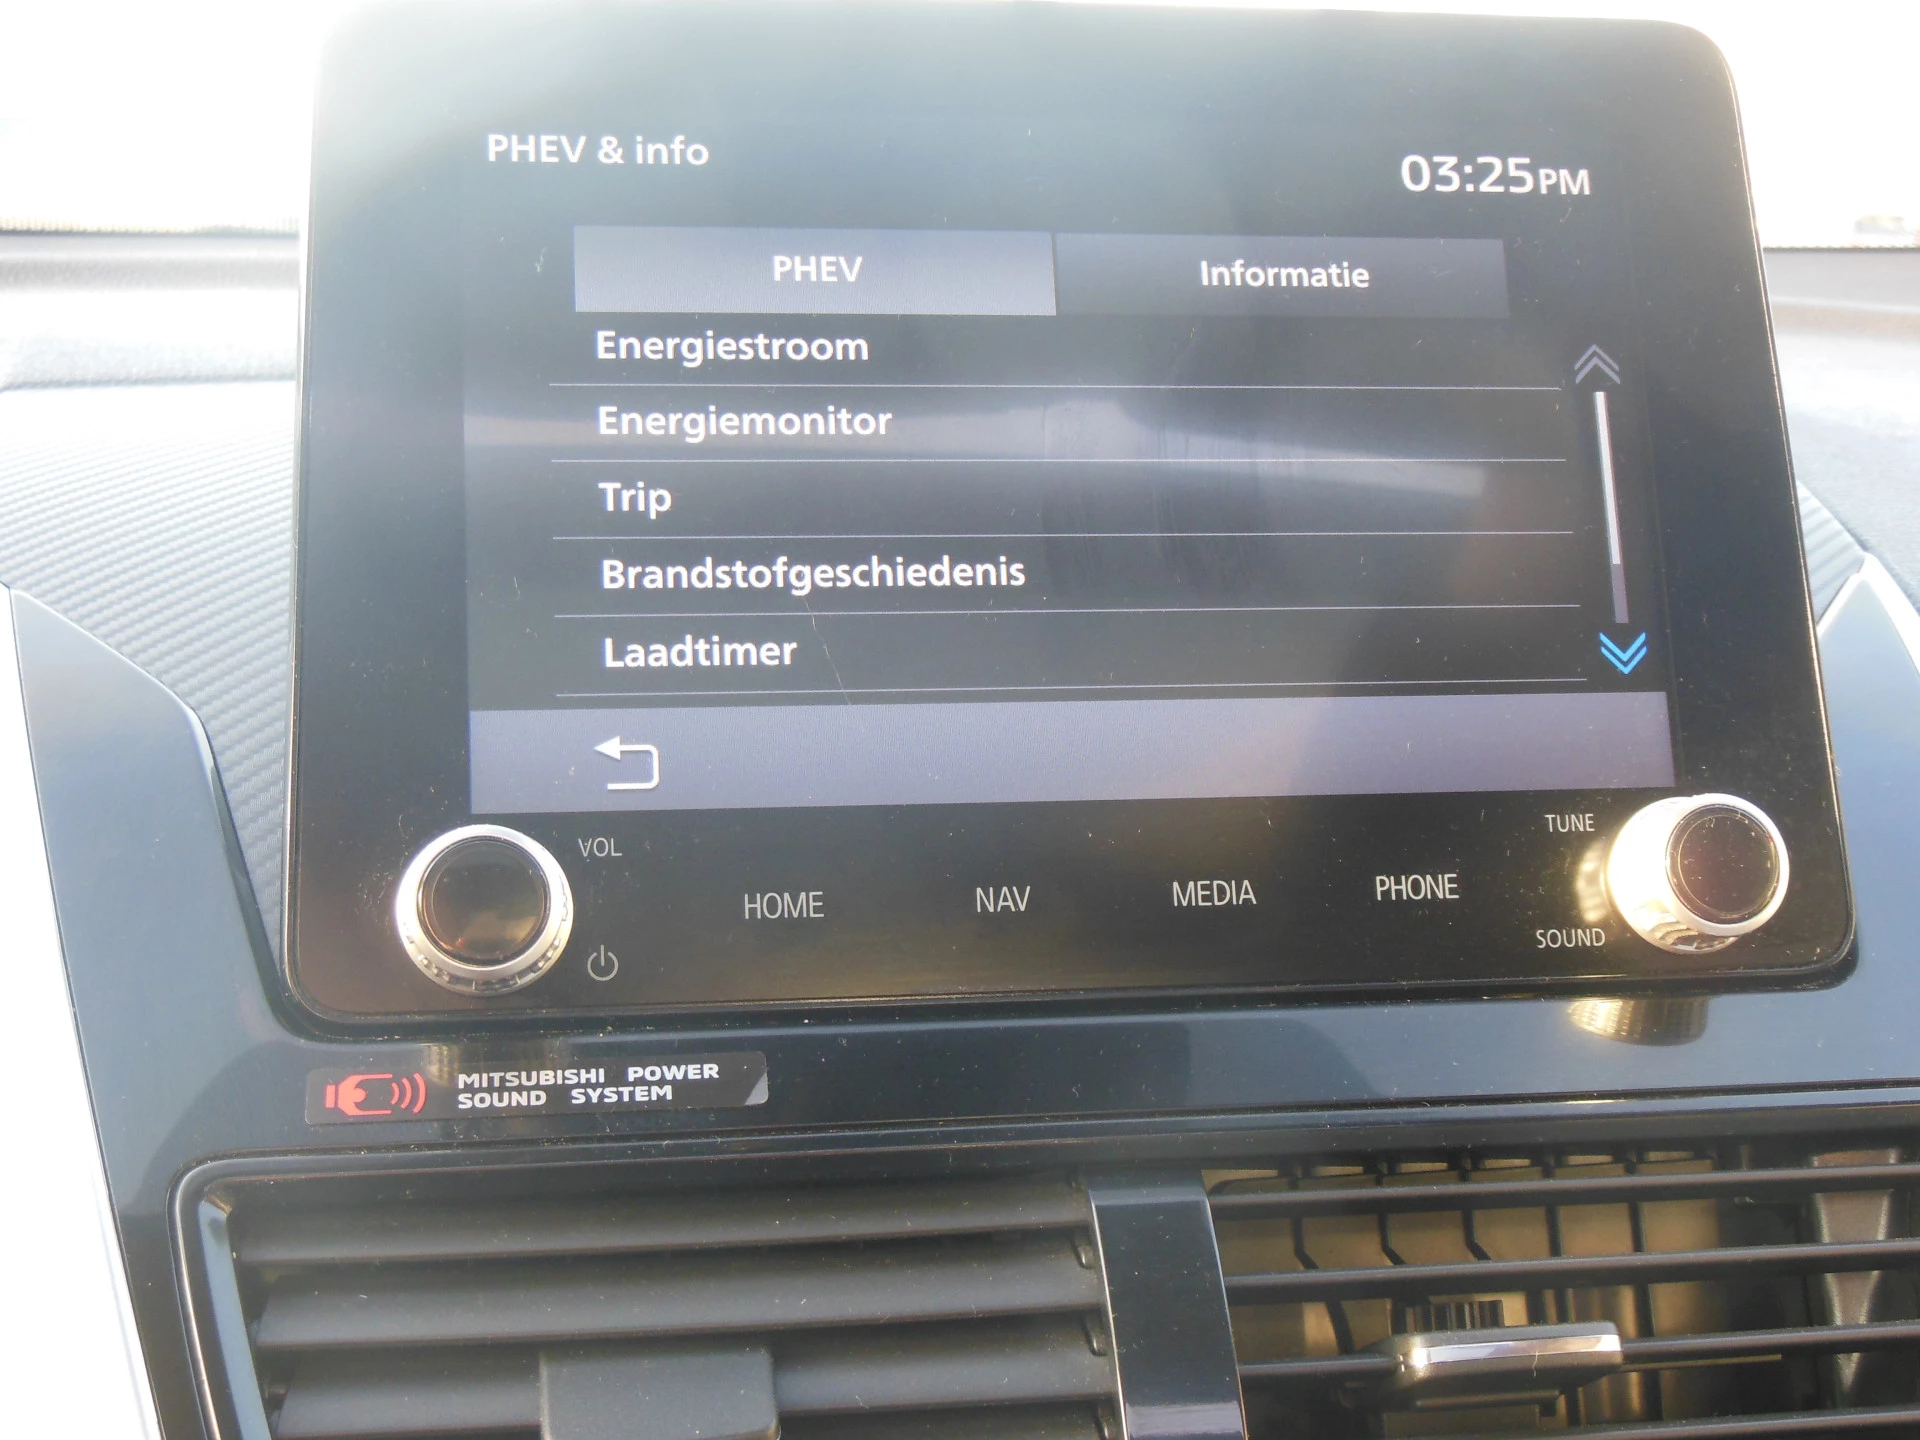 PHEV & info
03:25PM
PHEV
Informatie
Energiestroom
Energiemonitor
Trip
Brandstofgeschiedenis
Laadtimer
VOL
TUNE
HOME
NAV
MEDIA
PHONE
SOUND
MITSUBISHI POWER
SOUND SYSTEM